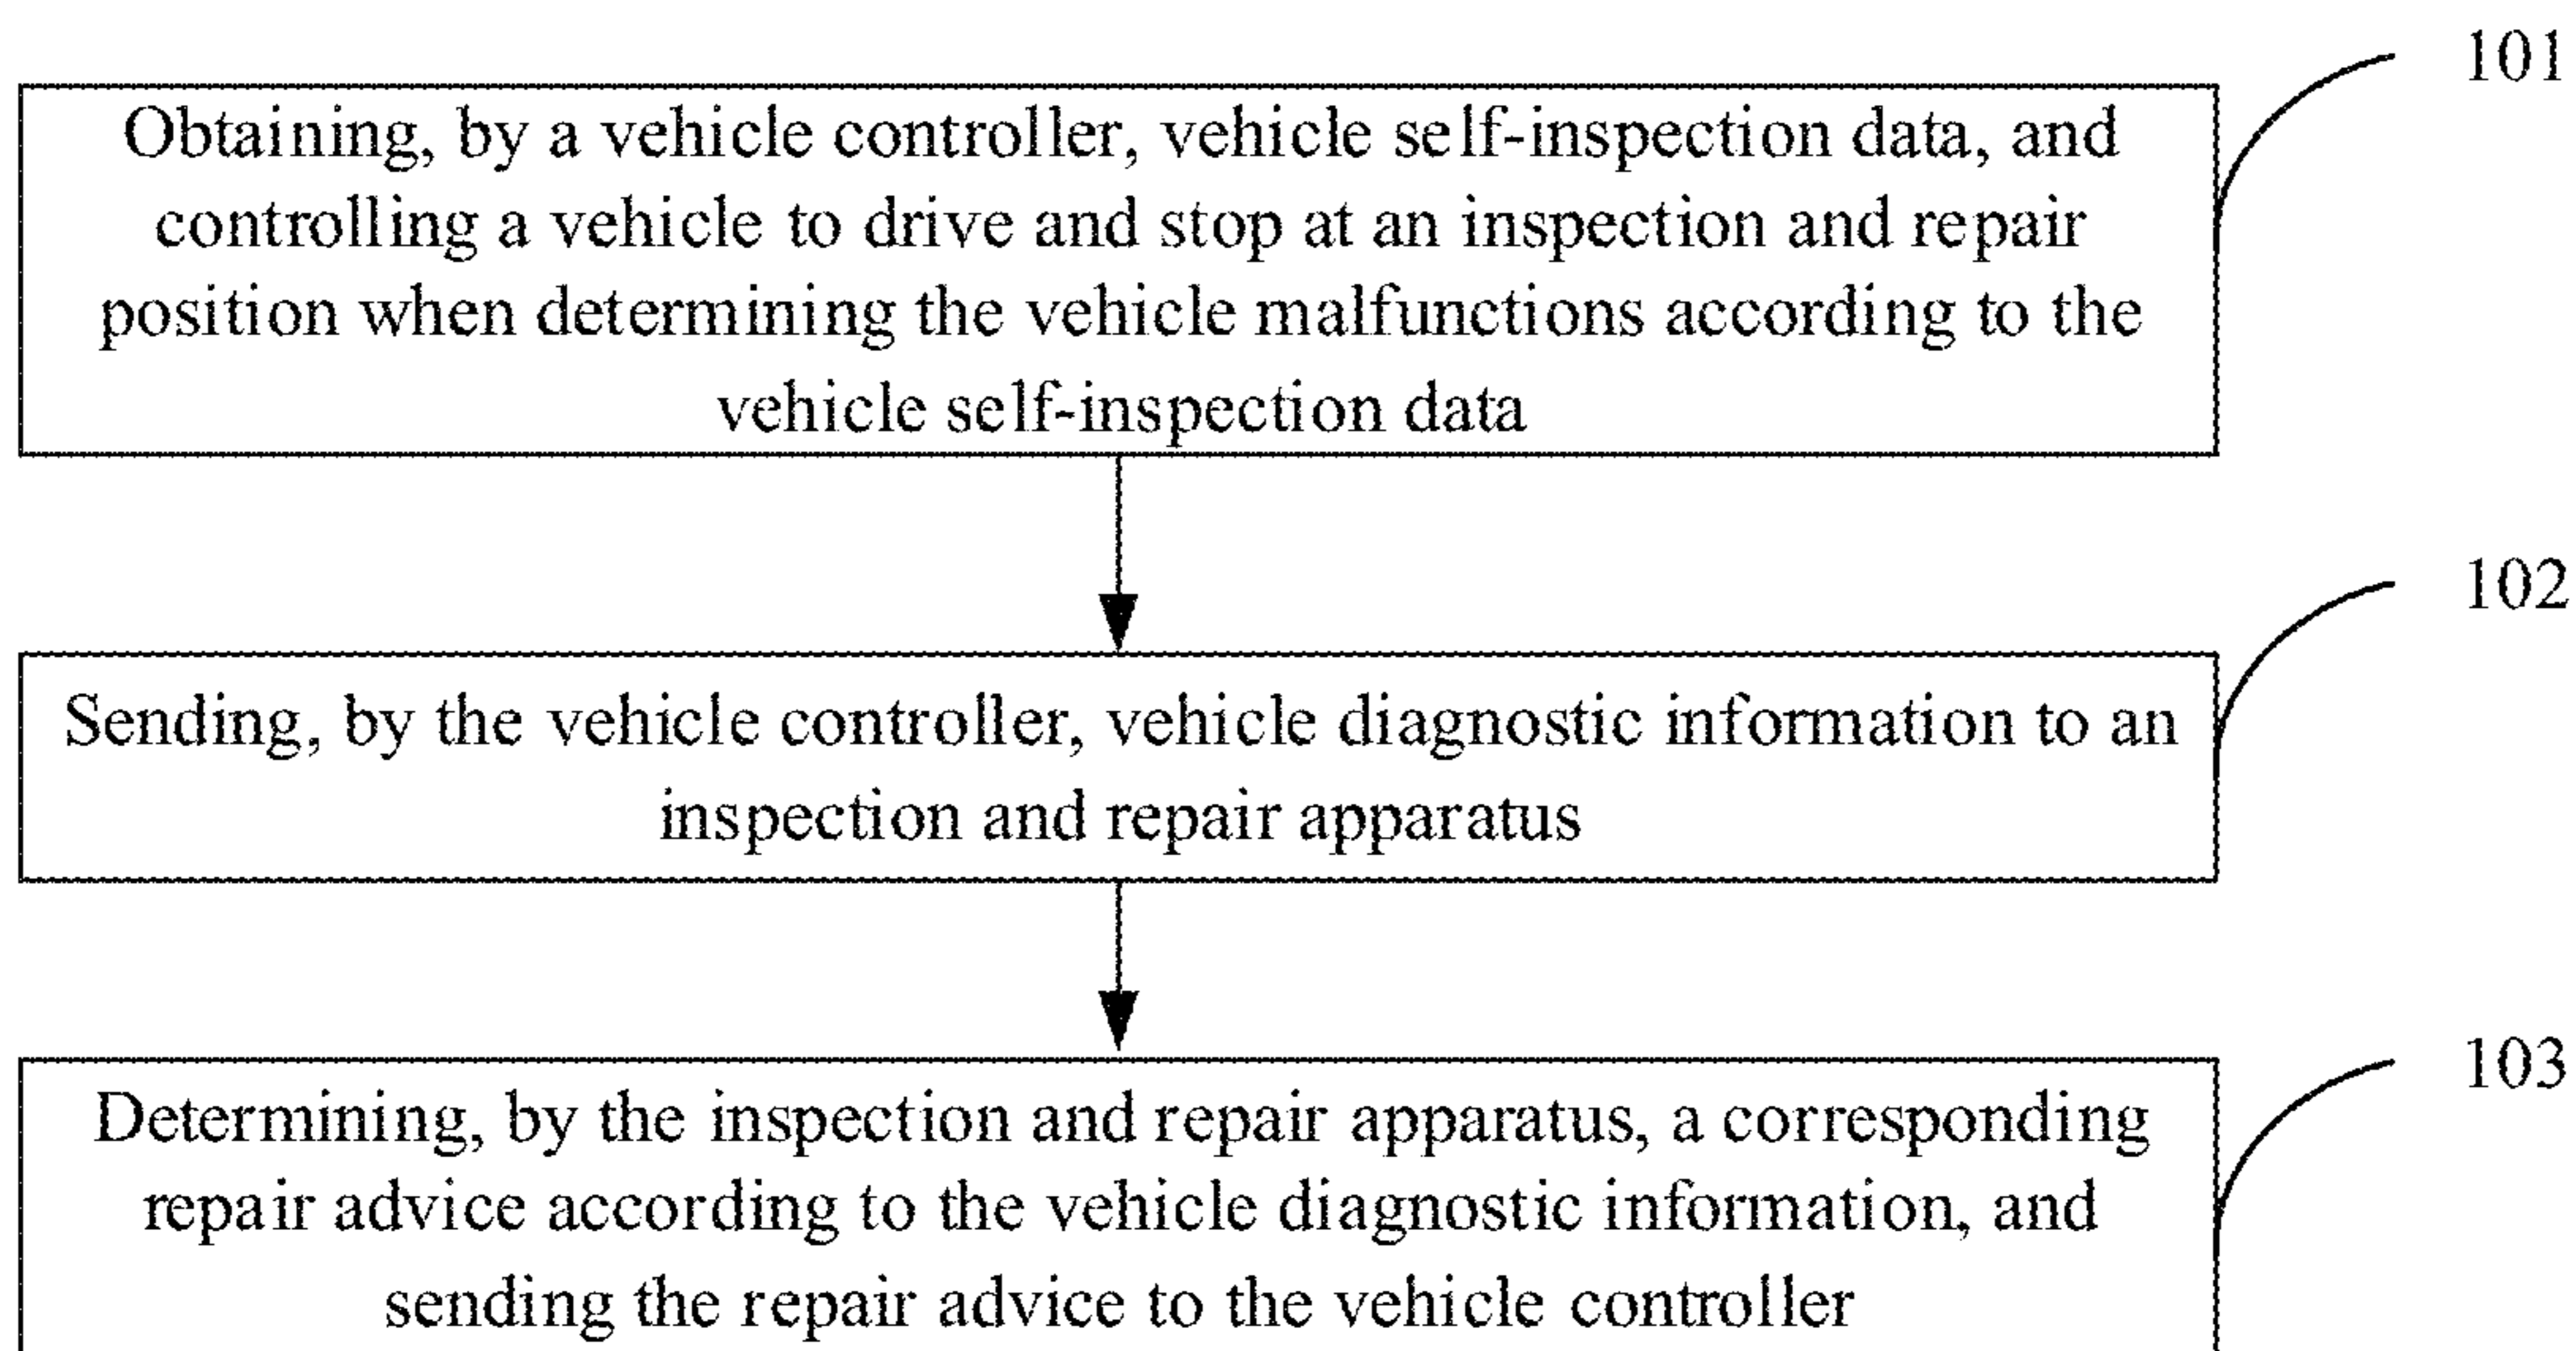 101
Obtaining, by a vehicle controller, vehicle self-inspection data, and
controlling a vehicle to drive and stop at an inspection and repair
position when determining the vehicle malfunctions according to the
vehicle self-inspection data
102
Sending, by the vehicle controller, vehicle diagnostic information to an
inspection and repair apparatus
103
Determining, by the inspection and repair apparatus, a corresponding
repair advice according to the vehicle diagnostic information, and
sending the repair advice to the vehicle controller